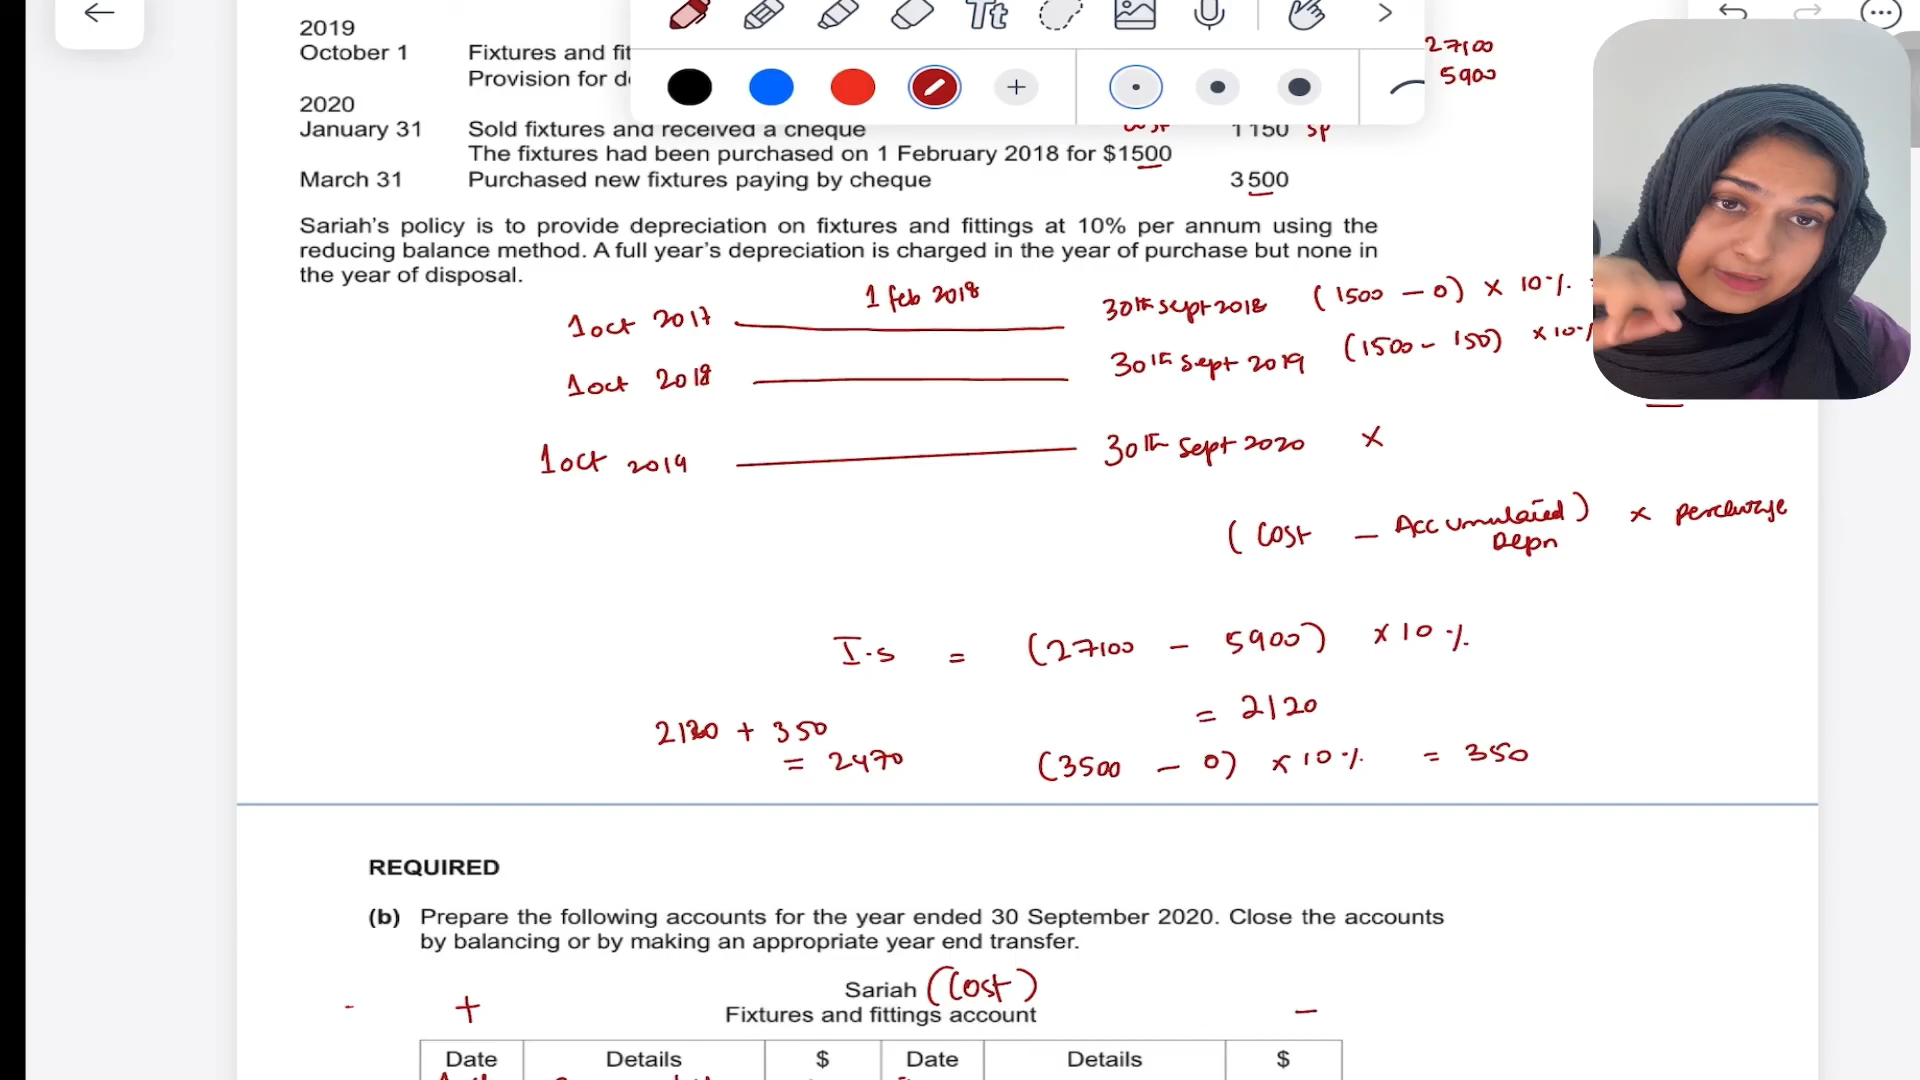 2019
October 1 Fixtures and fit 27100
Provision for d 5900
2020
January 31 Sold fixtures and received a cheque cost 1 150 sp
The fixtures had been purchased on 1 February 2018 for $1500
March 31 Purchased new fixtures paying by cheque 3 500
Sariah's policy is to provide depreciation on fixtures and fittings at 10% per annum using the
reducing balance method. A full year's depreciation is charged in the year of purchase but none in
the year of disposal.
1 oct 2017 1 feb 2018 30th sept 2018 (1500 - 0) x 10%
1 oct 2018 30th sept 2019 (1500 - 150) x 10%
1 oct 2019 30th sept 2020 x
(Cost - Accumulated Depn) x percentage
I.S = (27100 - 5900) x 10%
= 2120
2120 + 350
= 2470
(3500 - 0) x 10% = 350
REQUIRED
(b) Prepare the following accounts for the year ended 30 September 2020. Close the accounts
by balancing or by making an appropriate year end transfer.
Sariah (Cost)
- + Fixtures and fittings account -
Date Details $ Date Details $